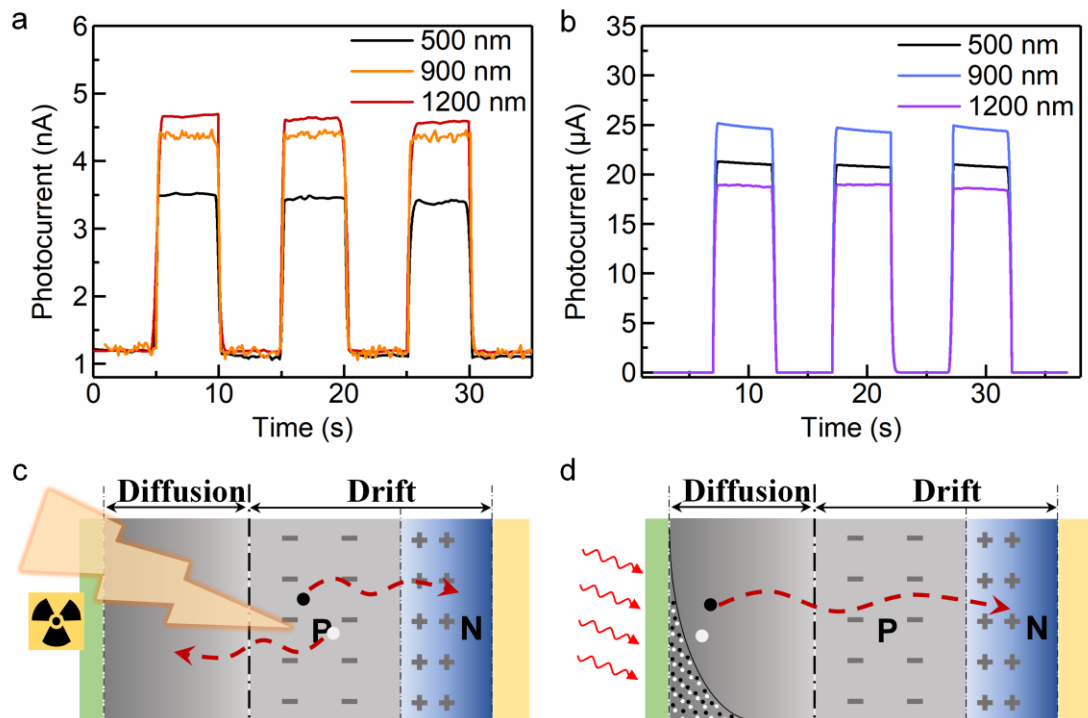 a
6
5
4
3
2
1
0 10 20 30
Photocurrent (nA)
Time (s)
500 nm
900 nm
1200 nm
b
35
30
25
20
15
10
5
0
10 20 30
Photocurrent (μA)
Time (s)
500 nm
900 nm
1200 nm
c
Diffusion Drift
P N
d
Diffusion Drift
P N